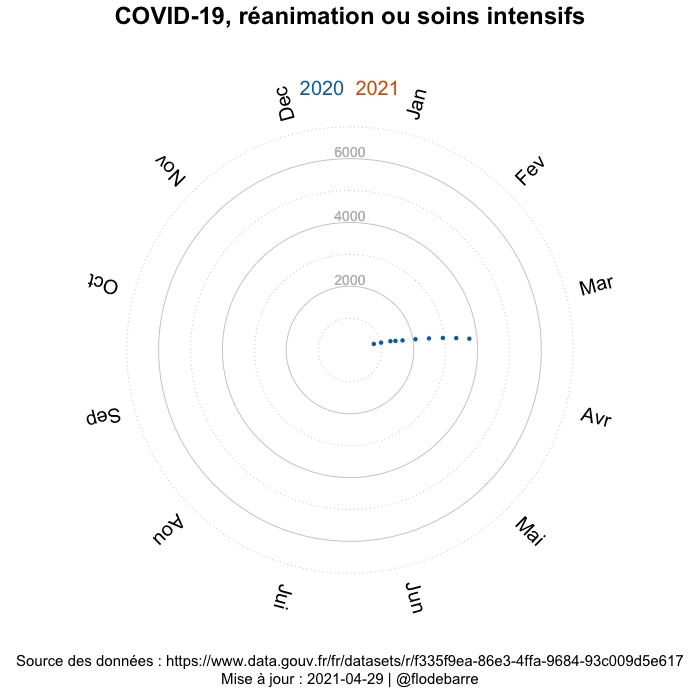 COVID-19, réanimation ou soins intensifs
2020 2021
Dec
Jan
Nov
Fev
6000
4000
Oct
Mar
2000
Sep
Avr
Aou
Mai
Jui
Jun
Source des données : https://www.data.gouv.fr/fr/datasets/r/f335f9ea-86e3-4ffa-9684-93c009d5e617
Mise à jour : 2021-04-29 | @flodebarre